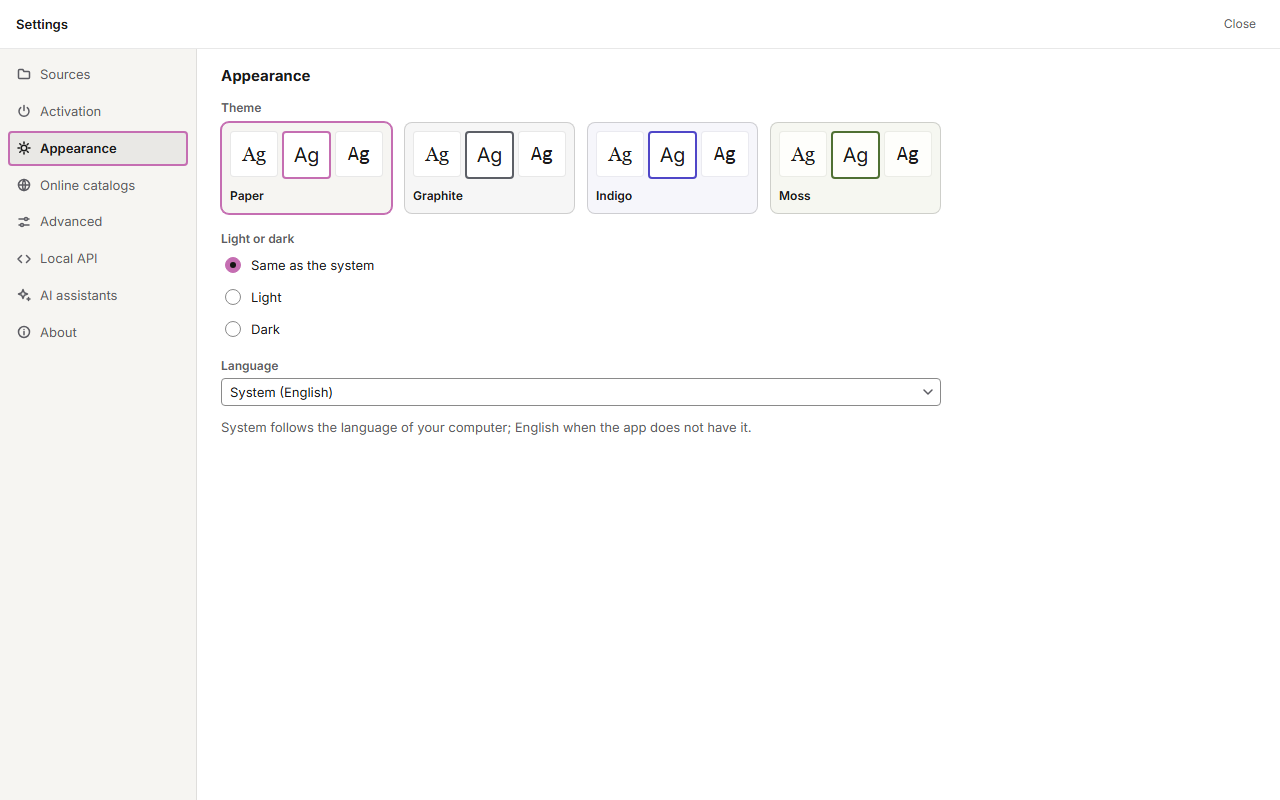 Settings
Close
Sources
Activation
Appearance
Online catalogs
Advanced
Local API
AI assistants
About
Appearance
Theme
Ag Ag Ag
Paper
Ag Ag Ag
Graphite
Ag Ag Ag
Indigo
Ag Ag Ag
Moss
Light or dark
Same as the system
Light
Dark
Language
System (English)
System follows the language of your computer; English when the app does not have it.